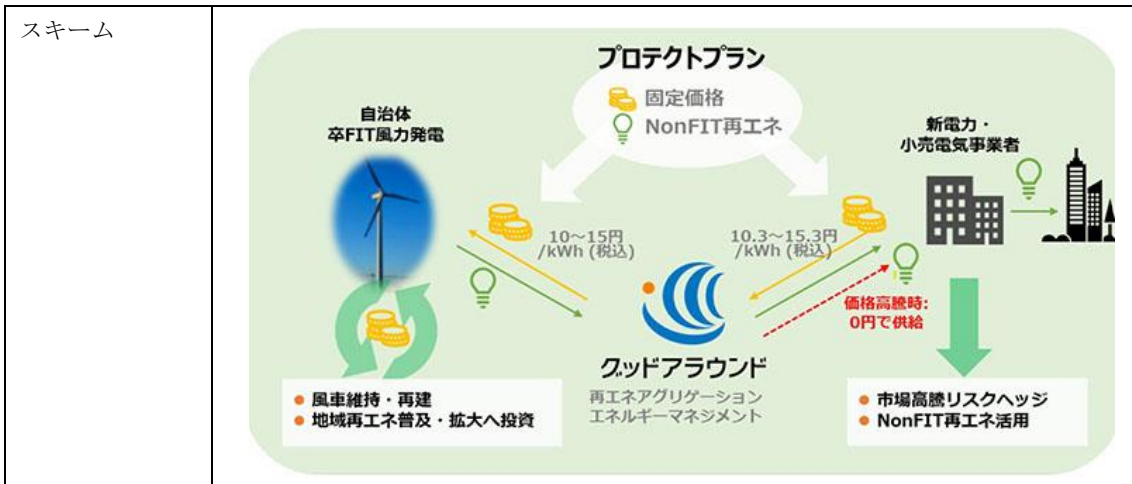 スキーム
プロテクトプラン
固定価格
NonFIT再エネ
自治体
卒FIT風力発電
新電力・
小売電気事業者
10～15円
/kWh (税込)
10.3～15.3円
/kWh (税込)
価格高騰時:
0円で供給
グッドアラウンド
再エネアグリゲーション
エネルギーマネジメント
● 風車維持・再建
● 地域再エネ普及・拡大へ投資
● 市場高騰リスクヘッジ
● NonFIT再エネ活用